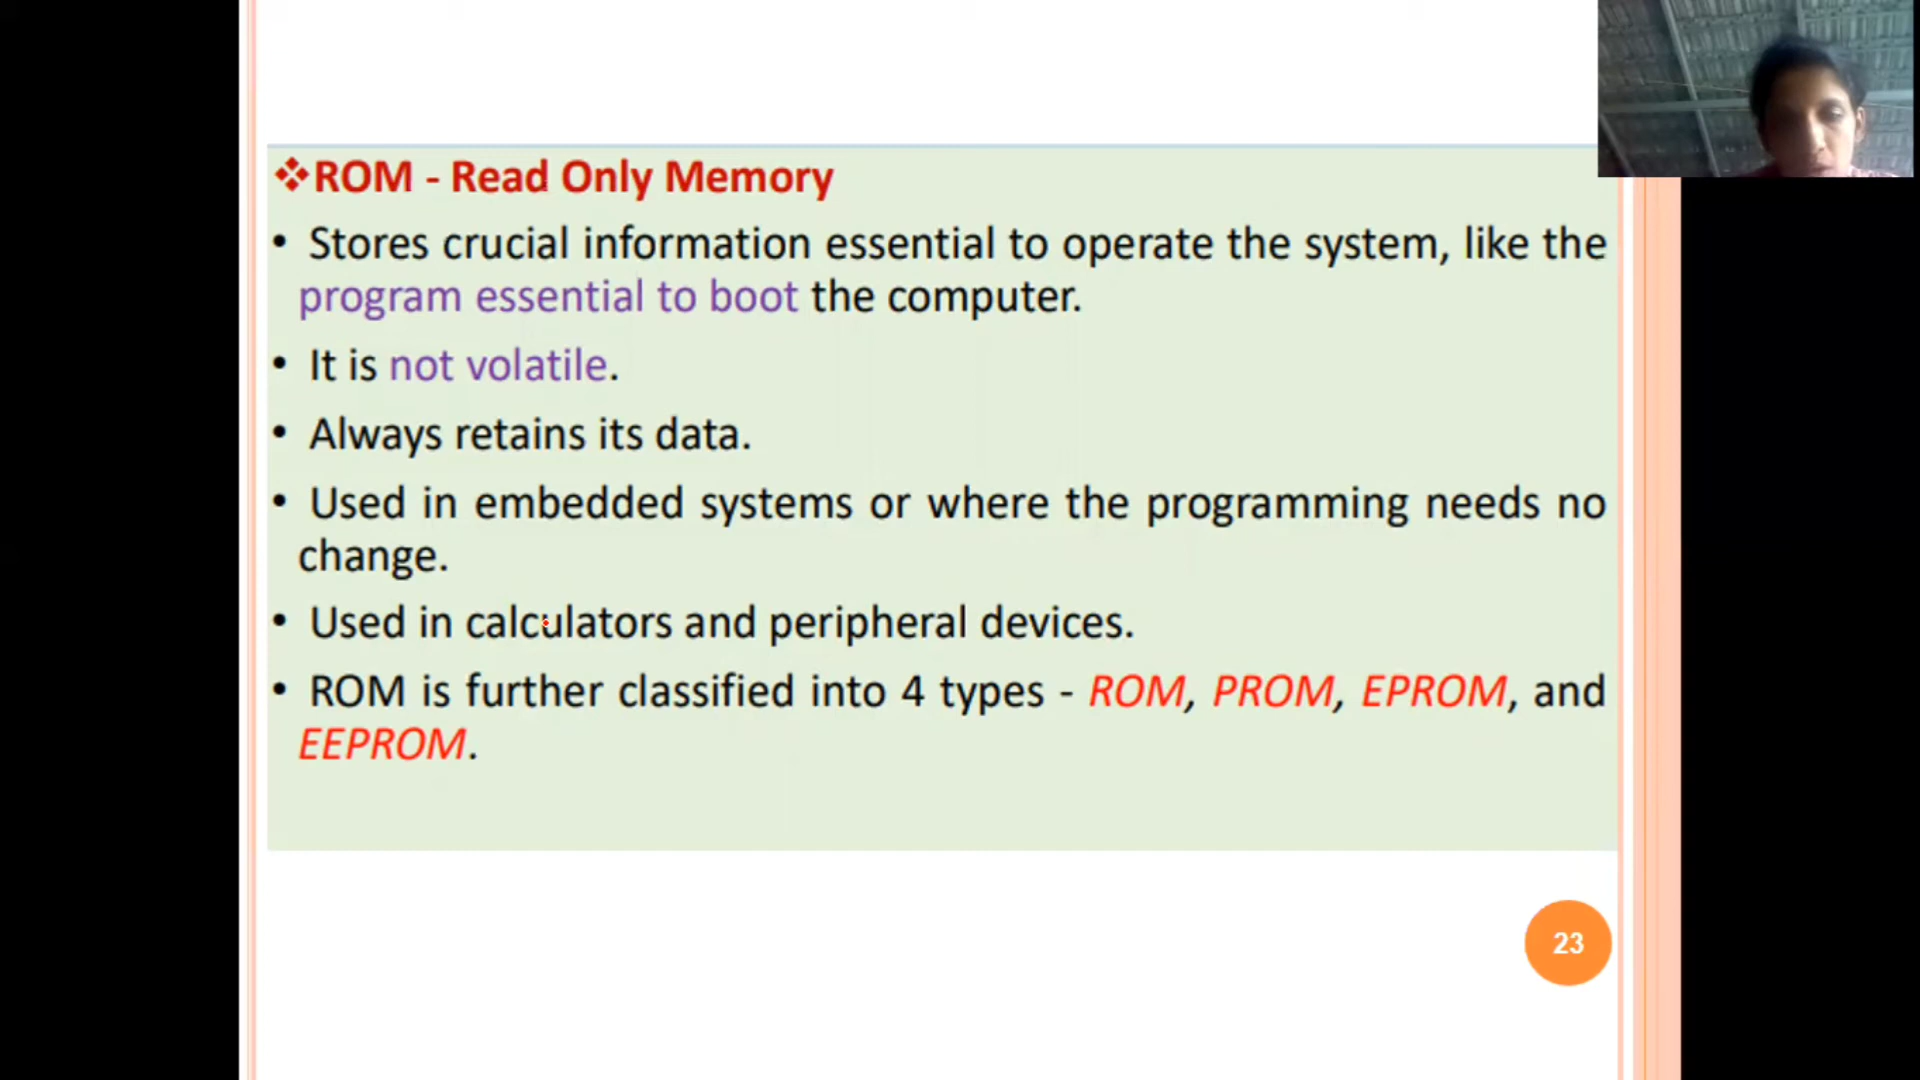 ❖ROM - Read Only Memory
• Stores crucial information essential to operate the system, like the
program essential to boot the computer.
• It is not volatile.
• Always retains its data.
• Used in embedded systems or where the programming needs no
change.
• Used in calculators and peripheral devices.
• ROM is further classified into 4 types - ROM, PROM, EPROM, and
EEPROM.
23